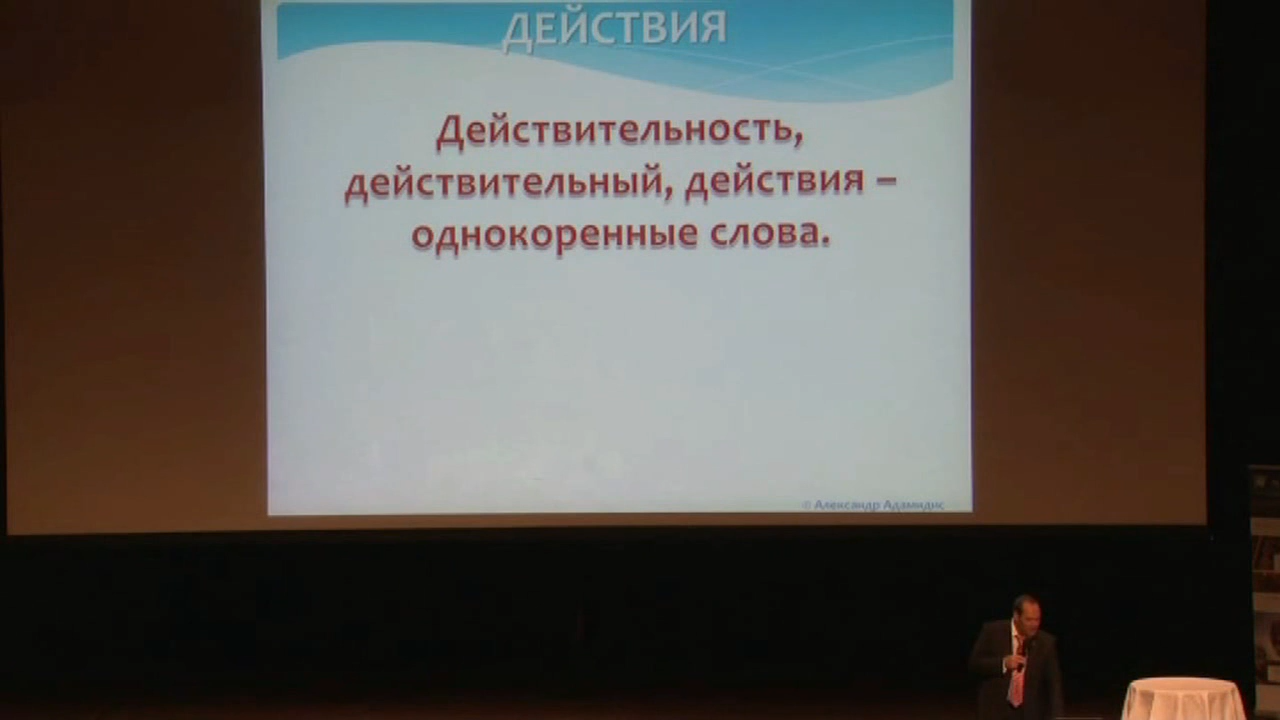 ДЕЙСТВИЯ
Действительность,
действительный, действия –
однокоренные слова.
© Александр Адамидис